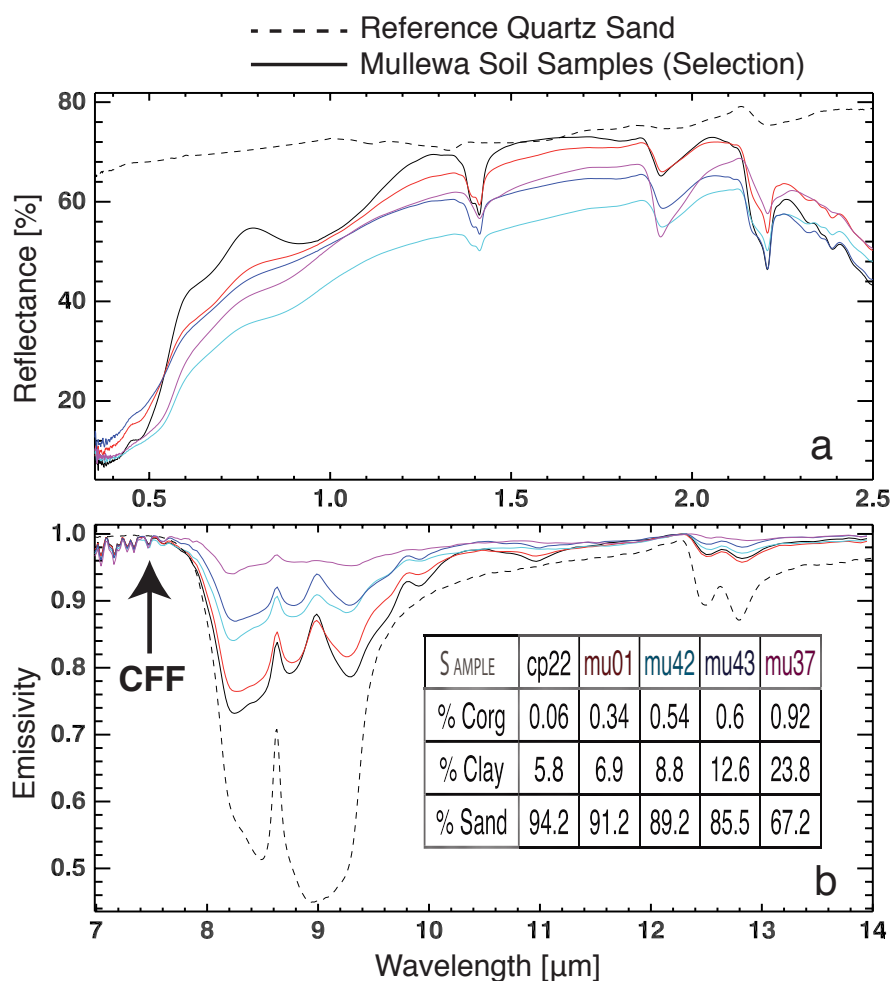 Reference Quartz Sand
Mullewa Soil Samples (Selection)
80
60
40
20
Reflectance [%]
a
0.5 1.0 1.5 2.0 2.5
1.0
0.9
0.8
0.7
0.6
0.5
Emissivity
CFF
SAMPLE cp22 mu01 mu42 mu43 mu37
% Corg 0.06 0.34 0.54 0.6 0.92
% Clay 5.8 6.9 8.8 12.6 23.8
% Sand 94.2 91.2 89.2 85.5 67.2
b
7 8 9 10 11 12 13 14
Wavelength [µm]